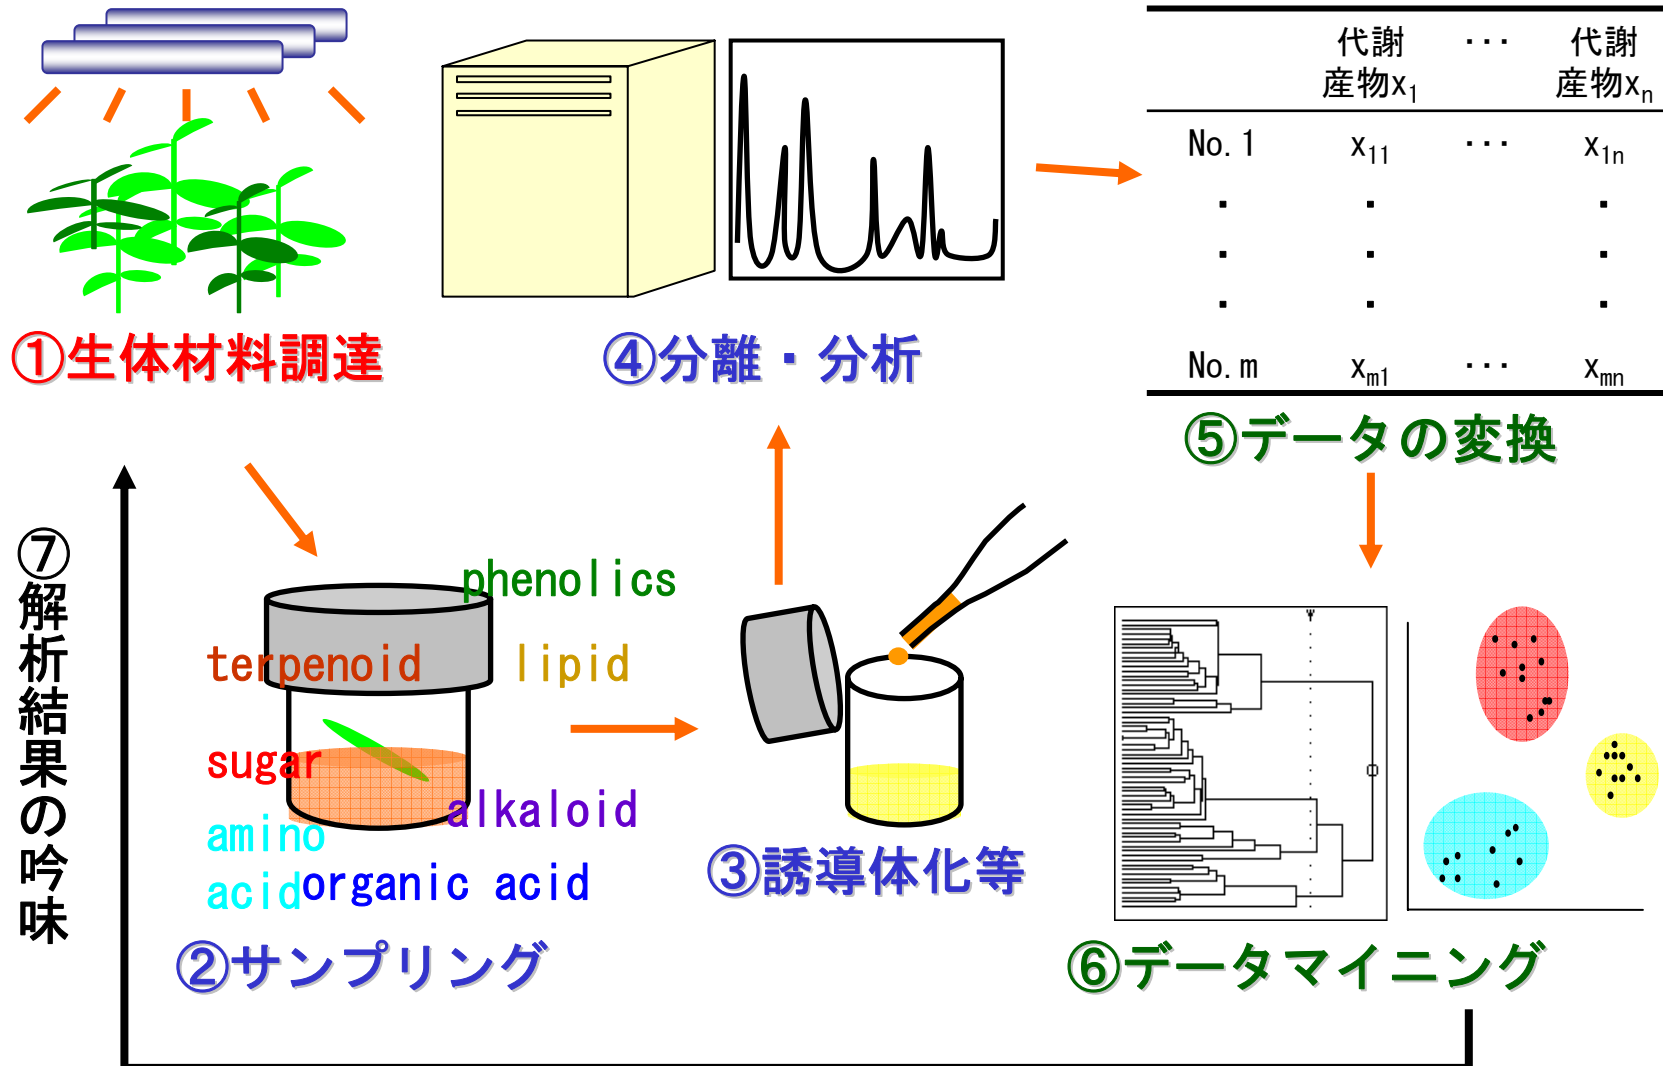 ①生体材料調達
④分離・分析
代謝 ・・・ 代謝
産物x1 産物xn
No.1 x11 ・・・ x1n
・ ・ ・
・ ・ ・
・ ・ ・
No.m xm1 ・・・ xmn
⑤データの変換
⑦解析結果の吟味
phenolics
terpenoid
lipid
sugar
alkaloid
amino
acid
organic acid
②サンプリング
③誘導体化等
⑥データマイニング